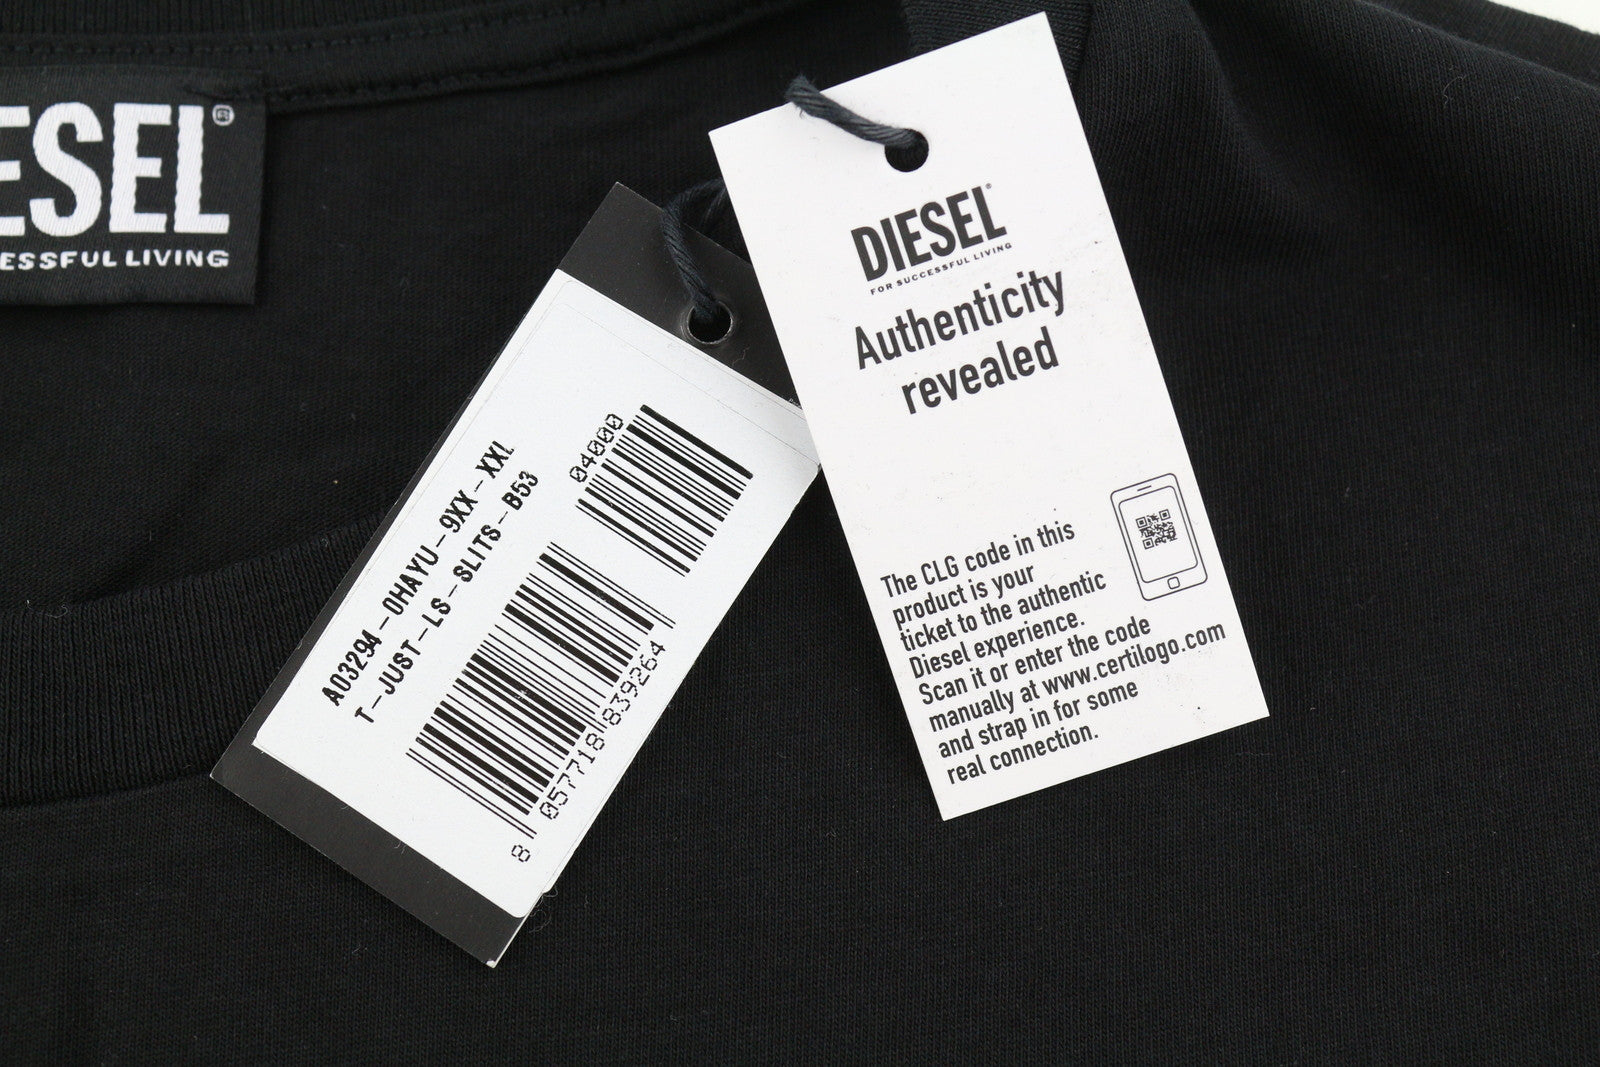 ESEL®
ESSFUL LIVING
A03294-0HAYU-9XX-XXL
T-JUST-LS-SLITS-B53
04000
8 057718 839264
DIESEL®
FOR SUCCESSFUL LIVING
Authenticity
revealed
The CLG code in this
product is your
ticket to the authentic
Diesel experience.
Scan it or enter the code
manually at www.certilogo.com
and strap in for some
real connection.